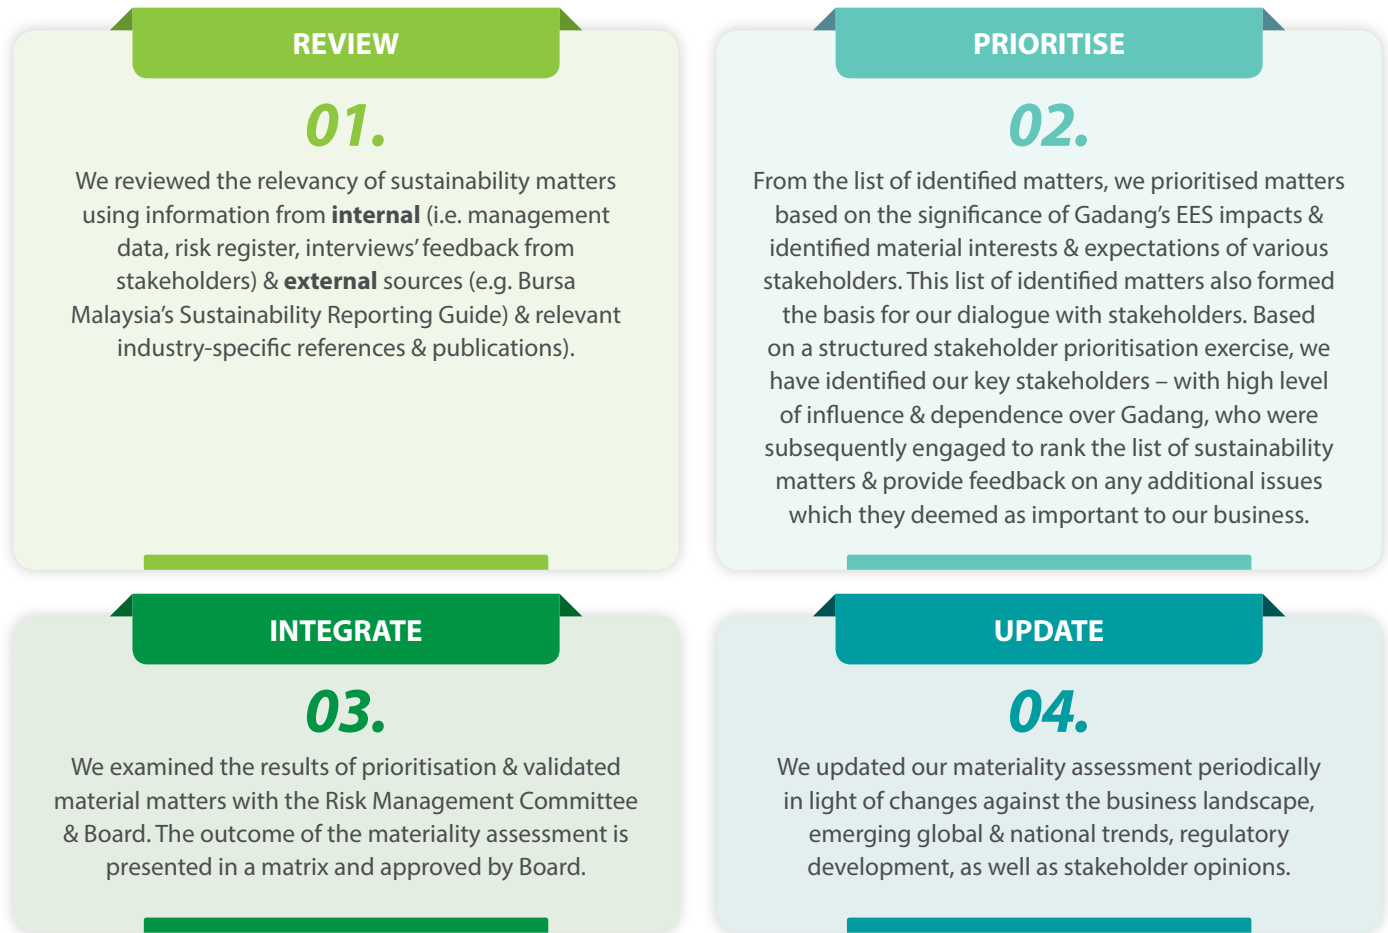 REVIEW
01.
We reviewed the relevancy of sustainability matters
using information from internal (i.e. management
data, risk register, interviews’ feedback from
stakeholders) & external sources (e.g. Bursa
Malaysia’s Sustainability Reporting Guide) & relevant
industry-specific references & publications).
PRIORITISE
02.
From the list of identified matters, we prioritised matters
based on the significance of Gadang’s EES impacts &
identified material interests & expectations of various
stakeholders. This list of identified matters also formed
the basis for our dialogue with stakeholders. Based
on a structured stakeholder prioritisation exercise, we
have identified our key stakeholders – with high level
of influence & dependence over Gadang, who were
subsequently engaged to rank the list of sustainability
matters & provide feedback on any additional issues
which they deemed as important to our business.
INTEGRATE
03.
We examined the results of prioritisation & validated
material matters with the Risk Management Committee
& Board. The outcome of the materiality assessment is
presented in a matrix and approved by Board.
UPDATE
04.
We updated our materiality assessment periodically
in light of changes against the business landscape,
emerging global & national trends, regulatory
development, as well as stakeholder opinions.